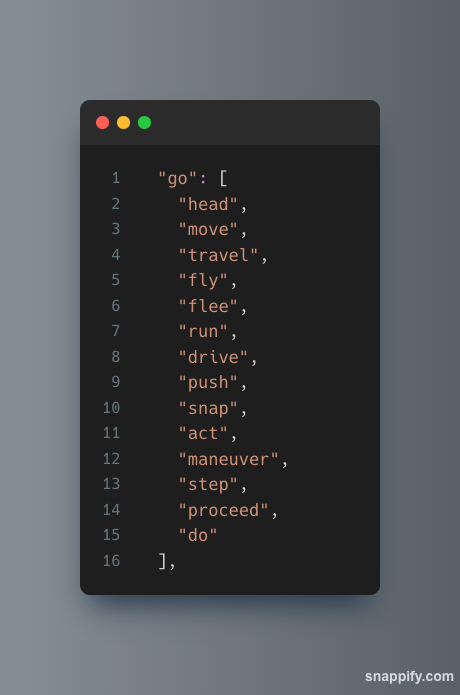 1 "go": [
2 "head",
3 "move",
4 "travel",
5 "fly",
6 "flee",
7 "run",
8 "drive",
9 "push",
10 "snap",
11 "act",
12 "maneuver",
13 "step",
14 "proceed",
15 "do"
16 ],
snappify.com